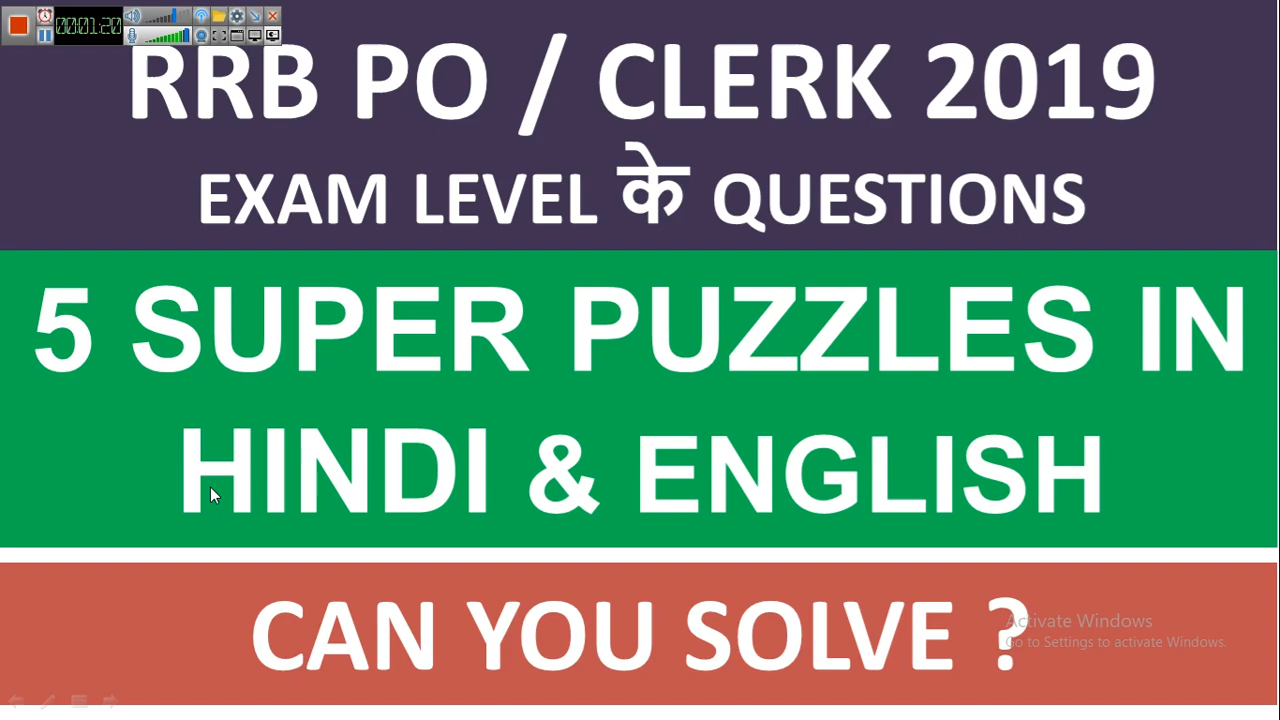 00:01:20
RRB PO / CLERK 2019
EXAM LEVEL के QUESTIONS
5 SUPER PUZZLES IN
HINDI & ENGLISH
CAN YOU SOLVE ?
Activate Windows
Go to Settings to activate Windows.